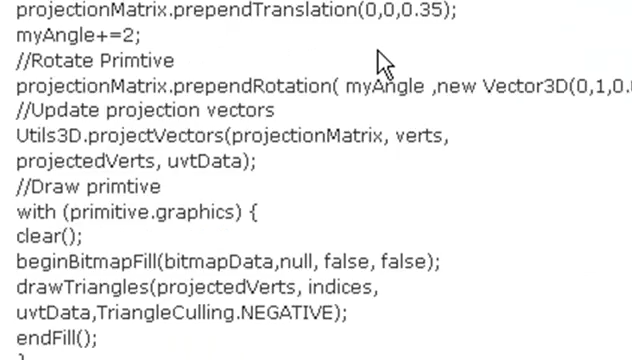 projectionMatrix.prependTranslation(0,0,0.35);
myAngle+=2;
//Rotate Primtive
projectionMatrix.prependRotation( myAngle ,new Vector3D(0,1,0.
//Update projection vectors
Utils3D.projectVectors(projectionMatrix, verts,
projectedVerts, uvtData);
//Draw primtive
with (primitive.graphics) {
clear();
beginBitmapFill(bitmapData,null, false, false);
drawTriangles(projectedVerts, indices,
uvtData,TriangleCulling.NEGATIVE);
endFill();
}